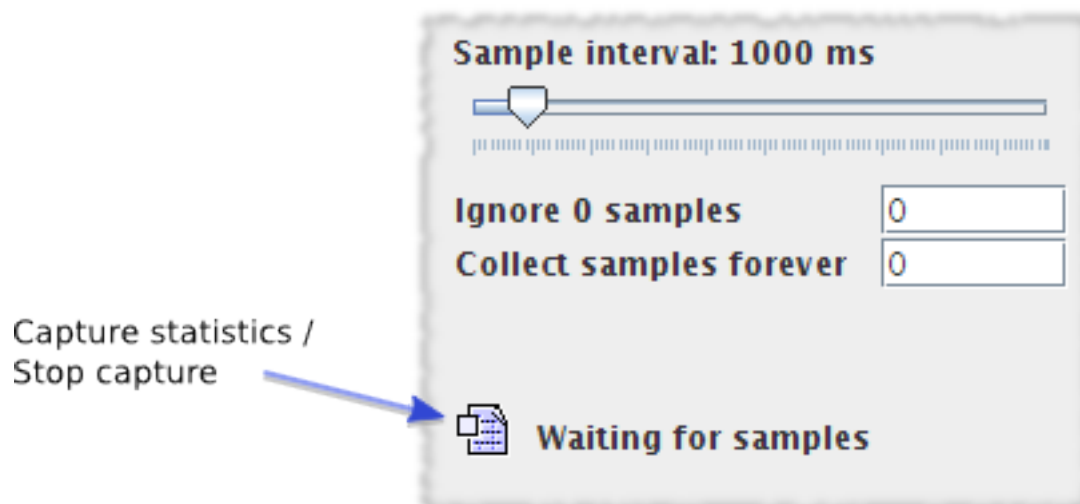 Sample interval: 1000 ms
Ignore 0 samples 0
Collect samples forever 0
Capture statistics /
Stop capture
Waiting for samples